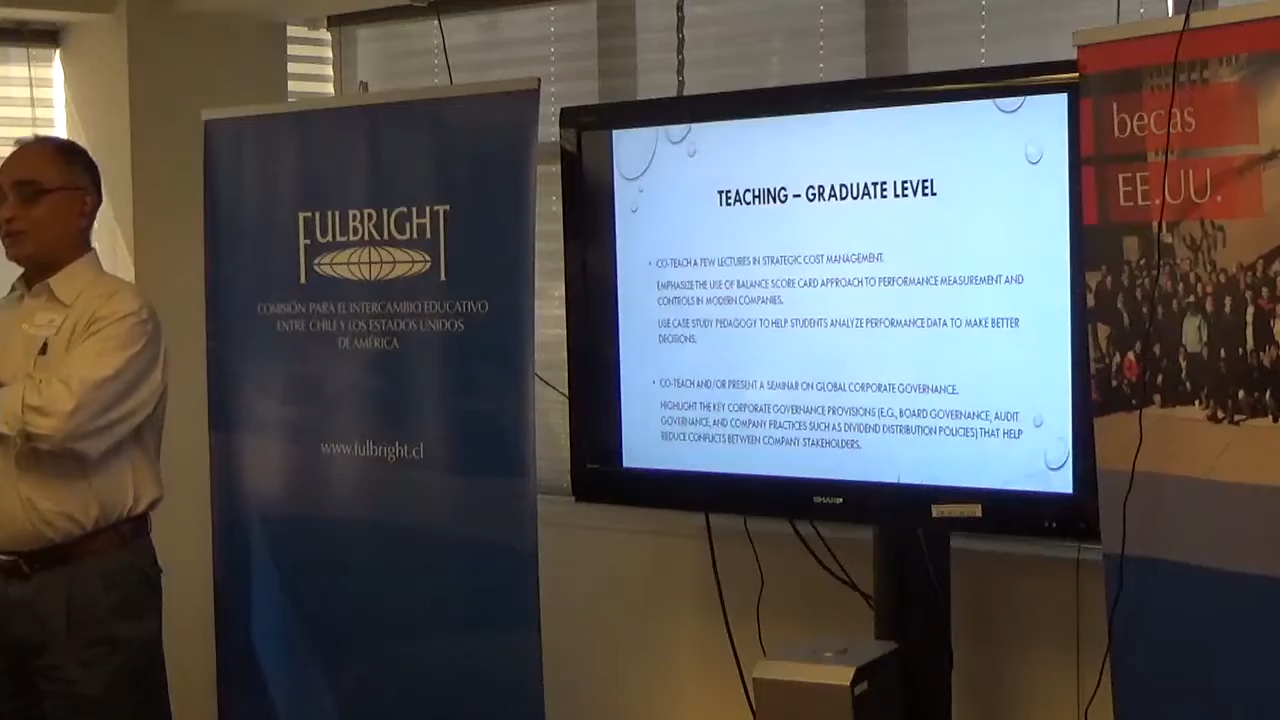 FULBRIGHT
COMISIÓN PARA EL INTERCAMBIO EDUCATIVO
ENTRE CHILE Y LOS ESTADOS UNIDOS
DE AMÉRICA
www.fulbright.cl
TEACHING – GRADUATE LEVEL
• CO-TEACH A FEW LECTURES IN STRATEGIC COST MANAGEMENT.
EMPHASIZE THE USE OF BALANCE SCORE CARD APPROACH TO PERFORMANCE MEASUREMENT AND
CONTROLS IN MODERN COMPANIES.
USE CASE STUDY PEDAGOGY TO HELP STUDENTS ANALYZE PERFORMANCE DATA TO MAKE BETTER
DECISIONS.
• CO-TEACH AND/OR PRESENT A SEMINAR ON GLOBAL CORPORATE GOVERNANCE.
HIGHLIGHT THE KEY CORPORATE GOVERNANCE PROVISIONS (E.G., BOARD GOVERNANCE, AUDIT
GOVERNANCE, AND COMPANY PRACTICES SUCH AS DIVIDEND DISTRIBUTION POLICIES) THAT HELP
REDUCE CONFLICTS BETWEEN COMPANY STAKEHOLDERS.
SHARP
becas
EE.UU.